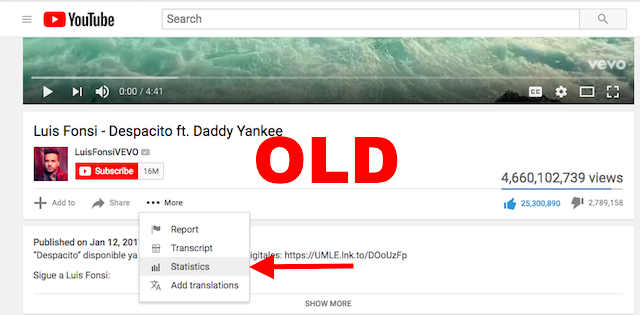 YouTube
Search
vevo
0:00 / 4:41
CC
Luis Fonsi - Despacito ft. Daddy Yankee
OLD
LuisFonsiVEVO
Subscribe 16M
4,660,102,739 views
Add to Share More
25,300,890 2,789,158
Report
Transcript
Statistics
Add translations
Published on Jan 12, 201
"Despacito" disponible ya igitales: https://UMLE.lnk.to/DOoUzFp
Sigue a Luis Fonsi:
SHOW MORE